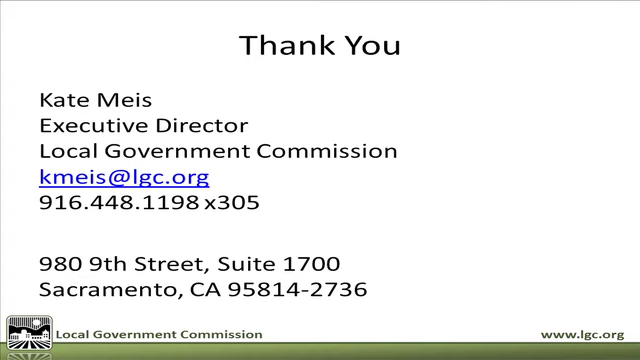 Thank You
Kate Meis
Executive Director
Local Government Commission
kmeis@lgc.org
916.448.1198 x305
980 9th Street, Suite 1700
Sacramento, CA 95814-2736
Local Government Commission
www.lgc.org